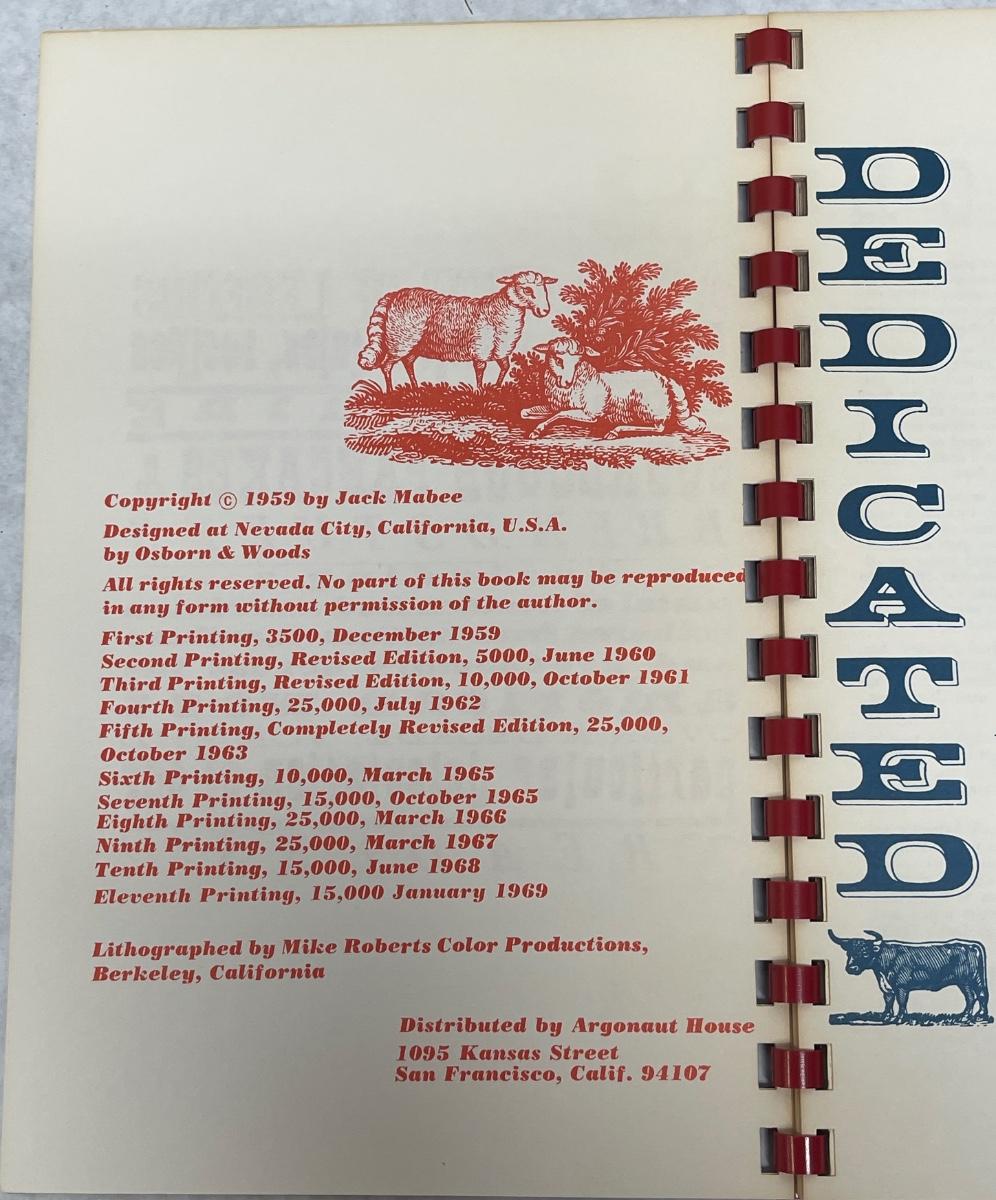 Copyright © 1959 by Jack Mabee
Designed at Nevada City, California, U.S.A.
by Osborn & Woods
All rights reserved. No part of this book may be reproduced
in any form without permission of the author.
First Printing, 3500, December 1959
Second Printing, Revised Edition, 5000, June 1960
Third Printing, Revised Edition, 10,000, October 1961
Fourth Printing, 25,000, July 1962
Fifth Printing, Completely Revised Edition, 25,000,
October 1963
Sixth Printing, 10,000, March 1965
Seventh Printing, 15,000, October 1965
Eighth Printing, 25,000, March 1966
Ninth Printing, 25,000, March 1967
Tenth Printing, 15,000, June 1968
Eleventh Printing, 15,000 January 1969
Lithographed by Mike Roberts Color Productions,
Berkeley, California
Distributed by Argonaut House
1095 Kansas Street
San Francisco, Calif. 94107
DEDICATED